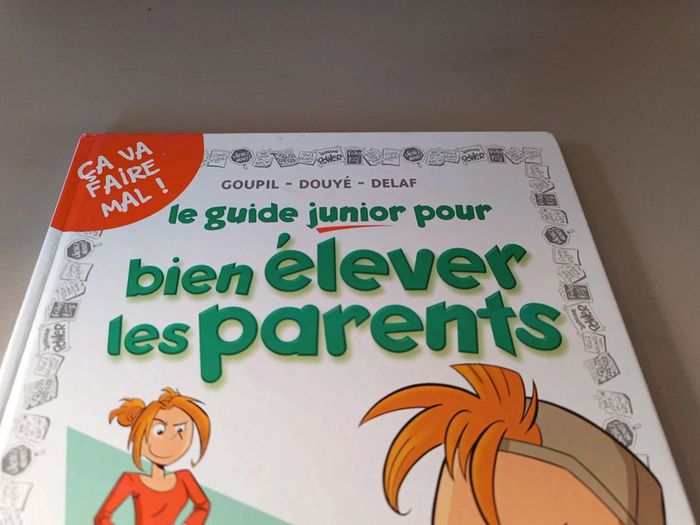 ÇA VA
FAIRE
MAL !
GOUPIL - DOUYÉ - DELAF
le guide junior pour
bien élever
les parents